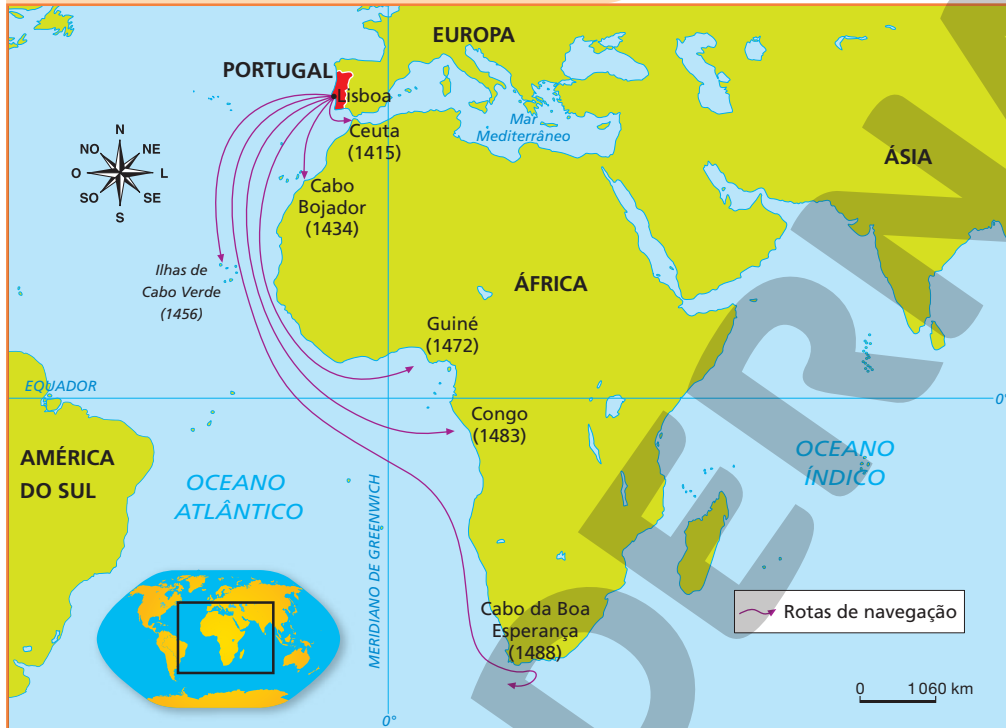 EUROPA
PORTUGAL
Lisboa
Ceuta
(1415)
Mar
Mediterrâneo
ÁSIA
N
NO
NE
O
L
SO
SE
S
Cabo
Bojador
(1434)
Ilhas de
Cabo Verde
(1456)
ÁFRICA
Guiné
(1472)
EQUADOR
0°
Congo
(1483)
AMÉRICA
DO SUL
OCEANO
ATLÂNTICO
OCEANO
ÍNDICO
MERIDIANO DE GREENWICH
Cabo da Boa
Esperança
(1488)
Rotas de navegação
0 1 060 km
0°